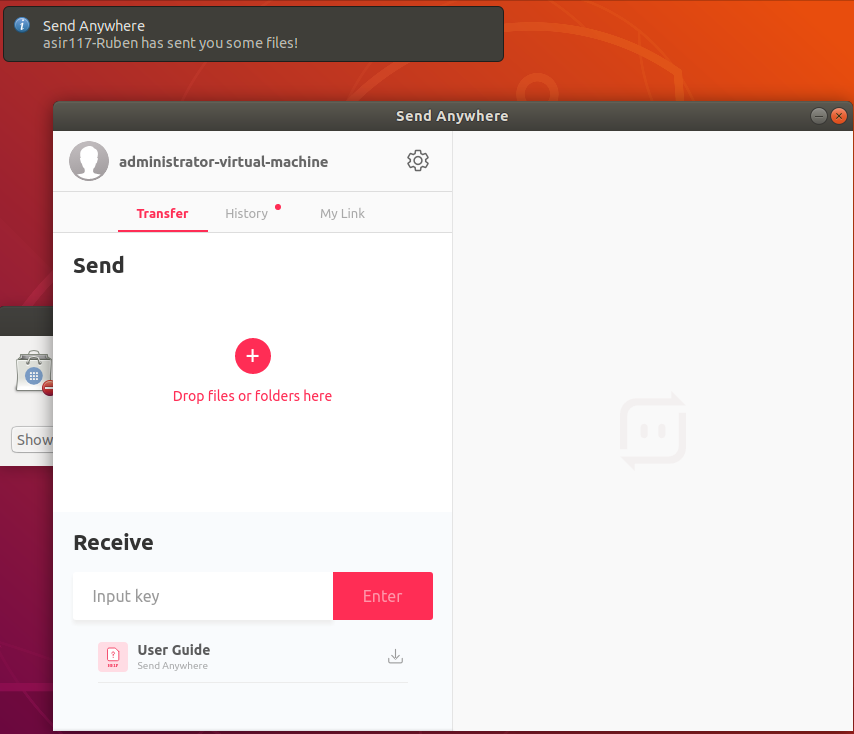 Send Anywhere
asir117-Ruben has sent you some files!
Send Anywhere
administrator-virtual-machine
Transfer History My Link
Send
Drop files or folders here
Show
Receive
Input key Enter
User Guide
Send Anywhere